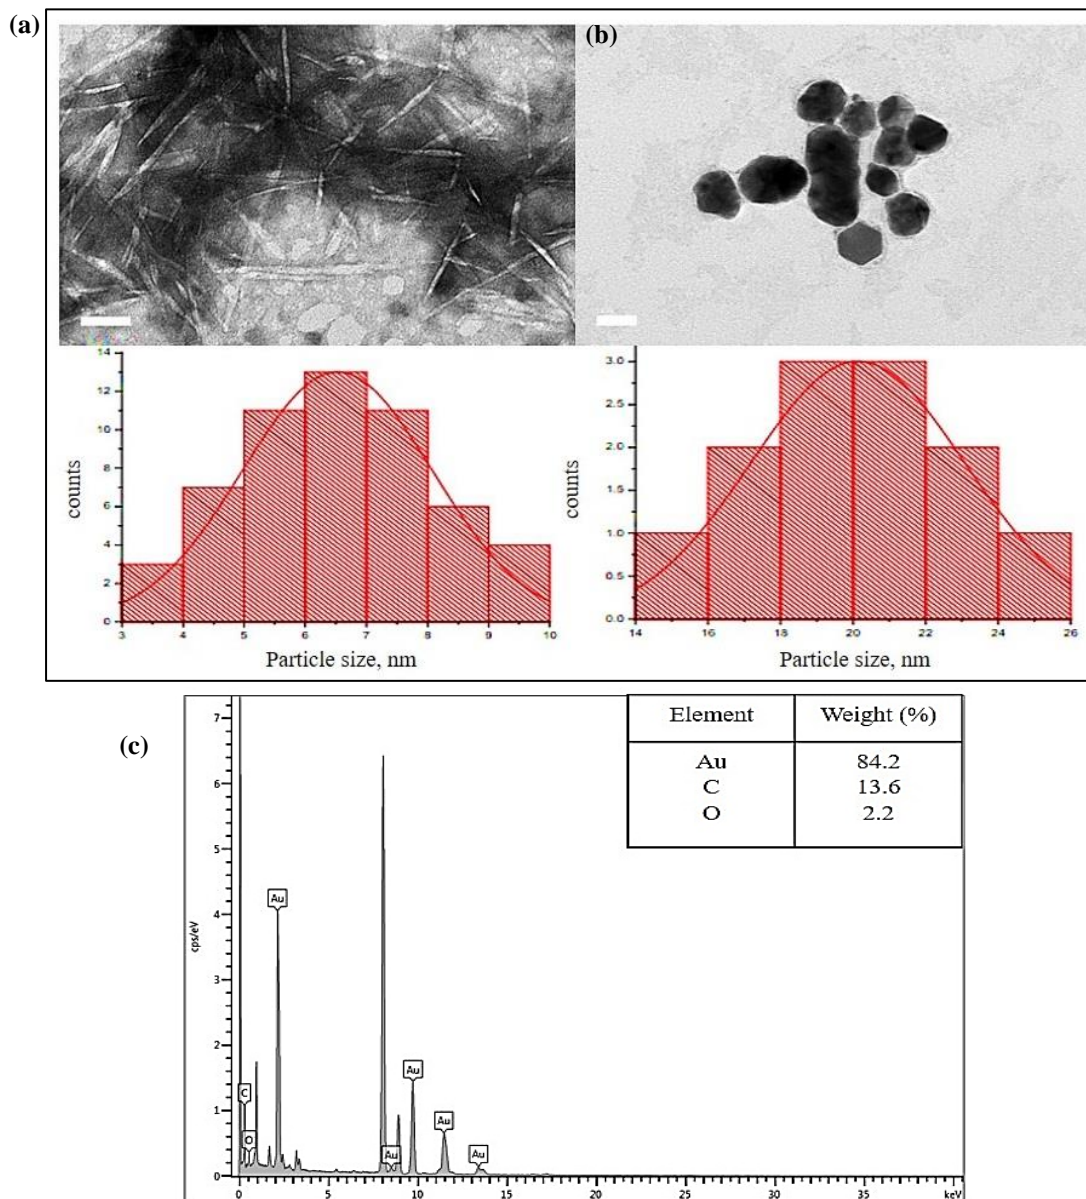 (a)
(b)
14
12
10
8
6
4
2
0
counts
3 4 5 6 7 8 9 10
Particle size, nm
3.0
2.5
2.0
1.5
1.0
0.5
0.0
counts
14 16 18 20 22 24 26
Particle size, nm
(c)
Element Weight (%)
Au 84.2
C 13.6
O 2.2
7
6
5
4
3
2
1
0
cps/eV
C
O
Au
Au
Au
Au
Au
0 5 10 15 20 25 30 35 keV